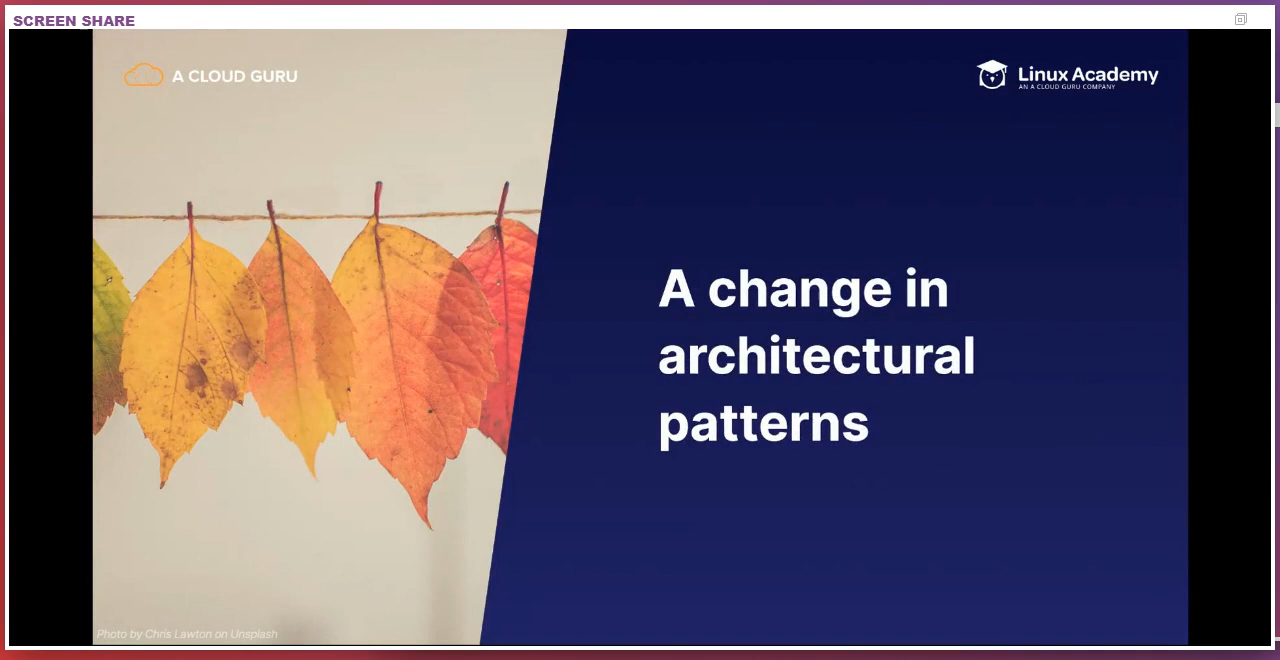 SCREEN SHARE
A CLOUD GURU
Linux Academy
AN A CLOUD GURU COMPANY
A change in
architectural
patterns
Photo by Chris Lawton on Unsplash